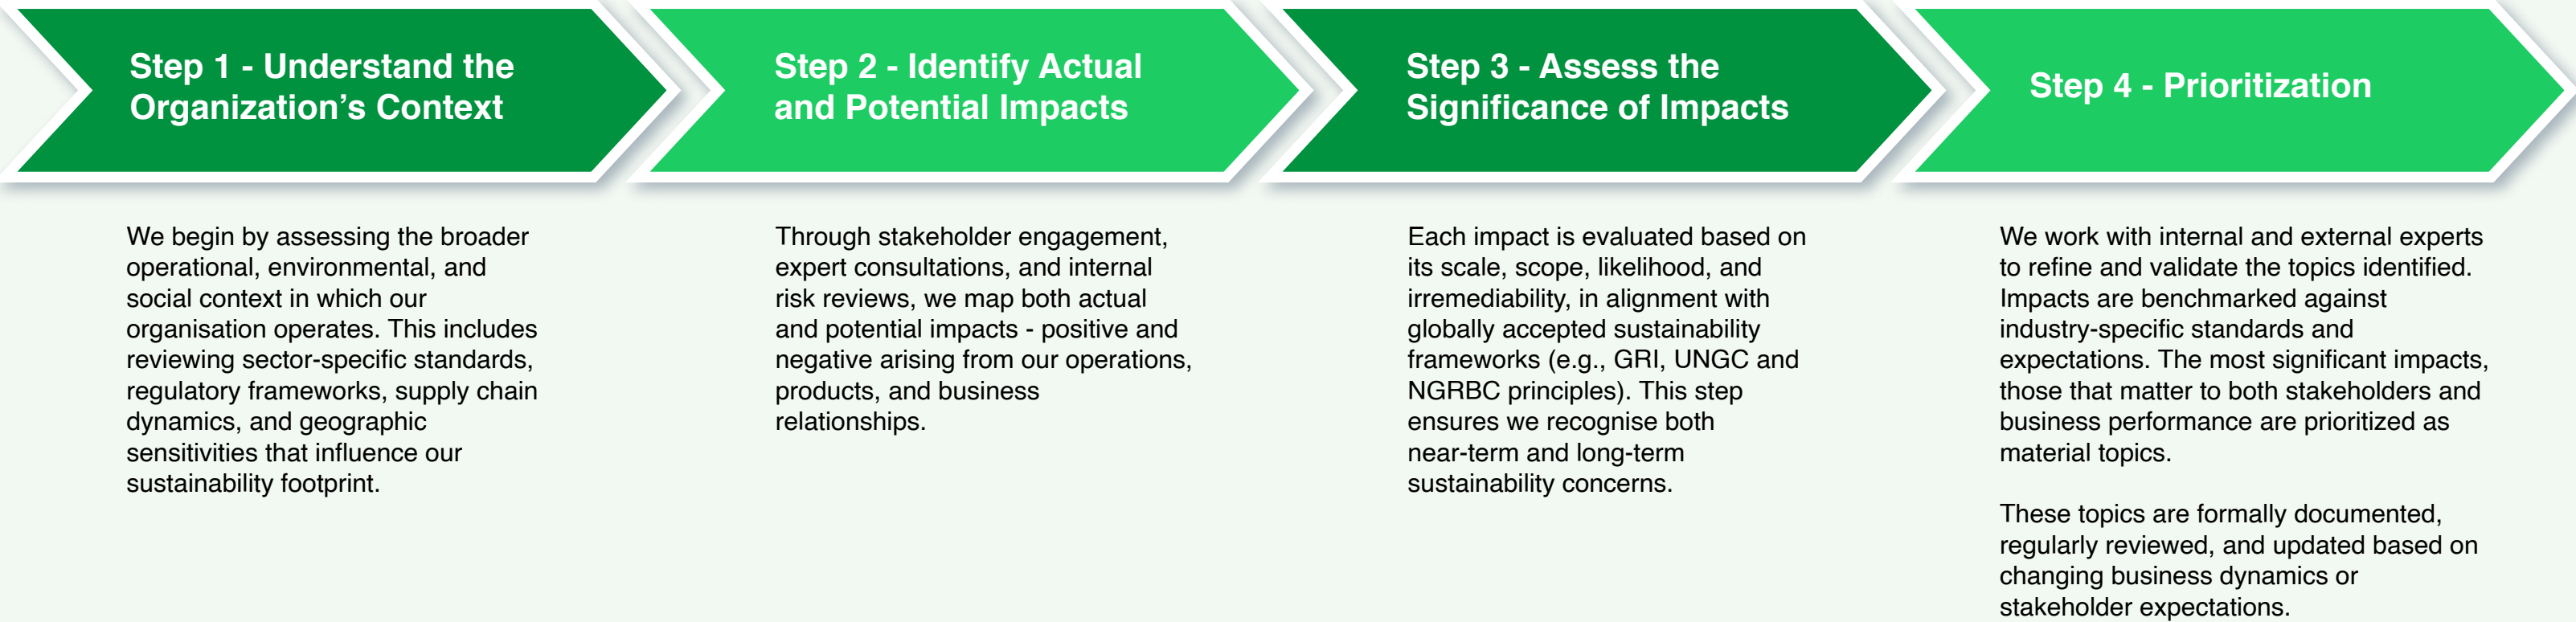 Step 1 - Understand the
Organization’s Context
We begin by assessing the broader
operational, environmental, and
social context in which our
organisation operates. This includes
reviewing sector-specific standards,
regulatory frameworks, supply chain
dynamics, and geographic
sensitivities that influence our
sustainability footprint.
Step 2 - Identify Actual
and Potential Impacts
Through stakeholder engagement,
expert consultations, and internal
risk reviews, we map both actual
and potential impacts - positive and
negative arising from our operations,
products, and business
relationships.
Step 3 - Assess the
Significance of Impacts
Each impact is evaluated based on
its scale, scope, likelihood, and
irremediability, in alignment with
globally accepted sustainability
frameworks (e.g., GRI, UNGC and
NGRBC principles). This step
ensures we recognise both
near-term and long-term
sustainability concerns.
Step 4 - Prioritization
We work with internal and external experts
to refine and validate the topics identified.
Impacts are benchmarked against
industry-specific standards and
expectations. The most significant impacts,
those that matter to both stakeholders and
business performance are prioritized as
material topics.
These topics are formally documented,
regularly reviewed, and updated based on
changing business dynamics or
stakeholder expectations.